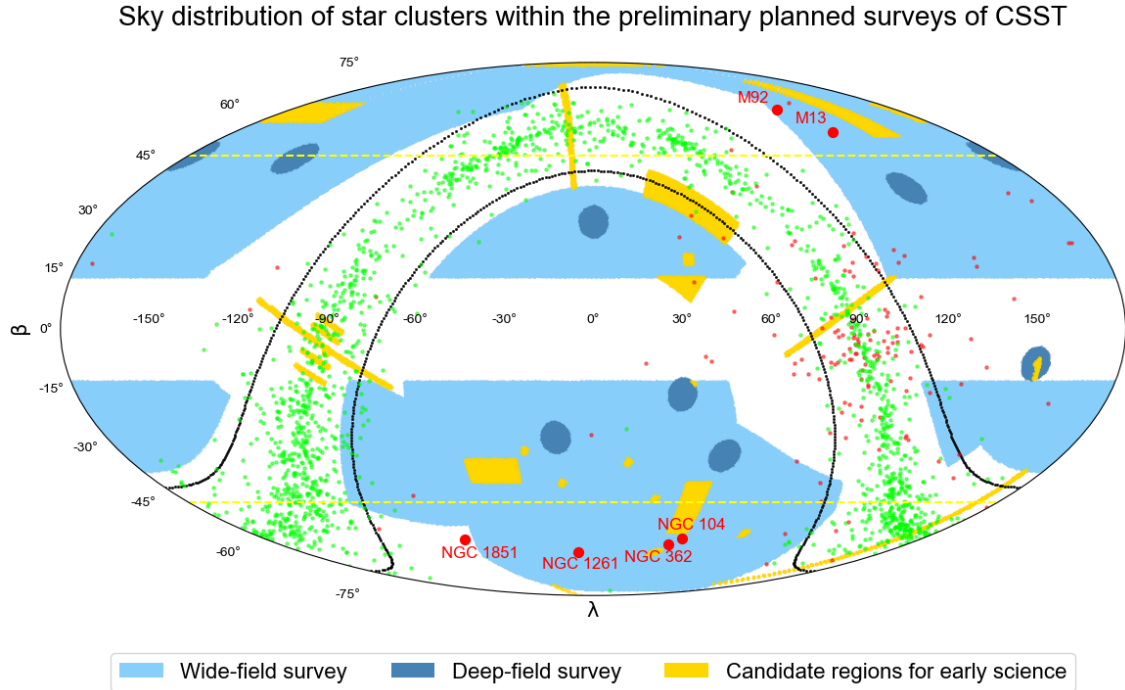 Sky distribution of star clusters within the preliminary planned surveys of CSST
75°
60°
M92
M13
45°
30°
15°
β
0°
-150°
-120°
-90°
-60°
-30°
0°
30°
60°
90°
120°
150°
-15°
-30°
-45°
NGC 104
NGC 1851
NGC 1261
NGC 362
-60°
-75°
λ
Wide-field survey
Deep-field survey
Candidate regions for early science